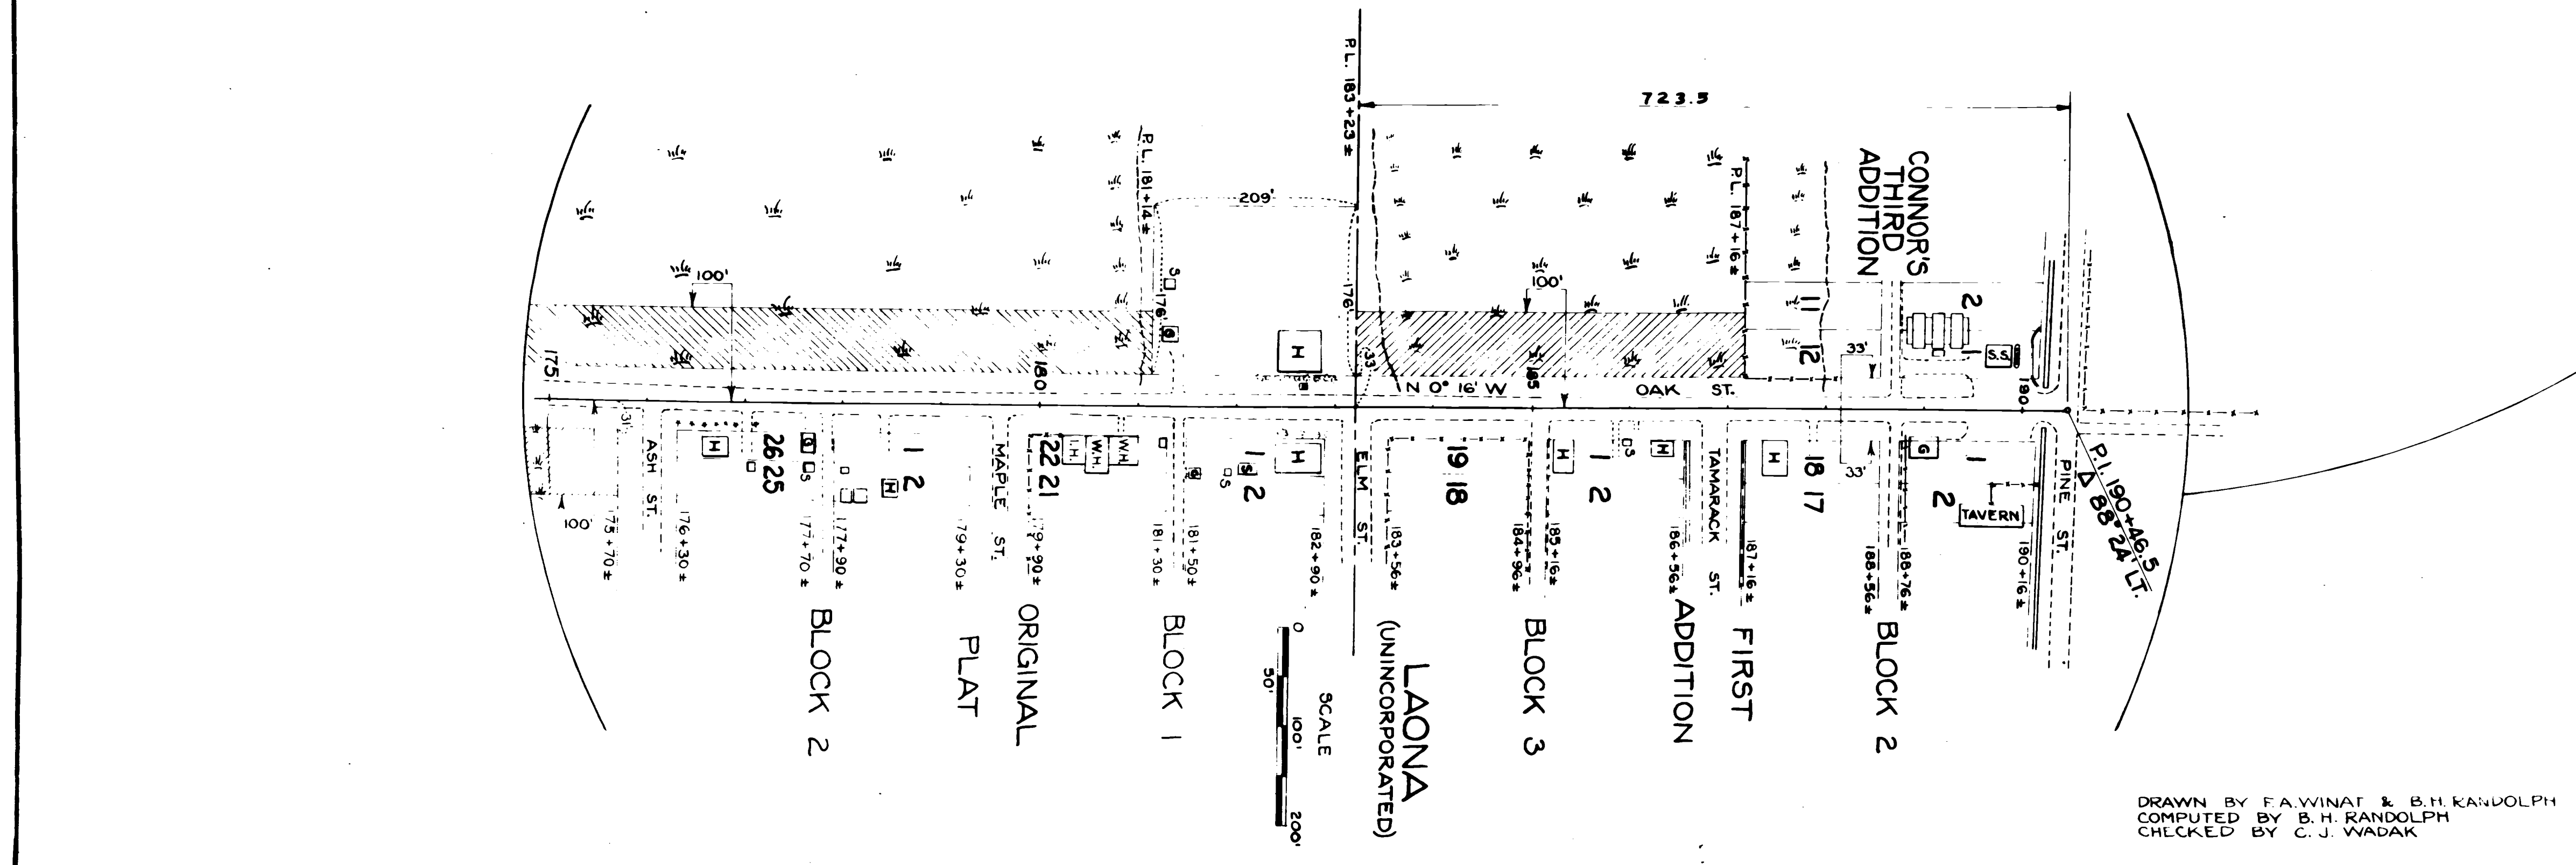 723.5
P.L. 183+23 ±
P.L. 181+14 ±
209'
P.L. 187+16 ±
CONNOR'S
THIRD
ADDITION
100'
S
176'
G
176'
100'
33'
H
11
12
33'
2
1
S.S.
175
180
185
190
N 0° 16' W
OAK ST.
31'
ASH ST.
H
26 25
G
S
1
2
H
MAPLE ST.
22 21
I.H.
W.H.
W.H.
G
S
1
S
2
H
ELM ST.
19 18
H
1
2
S
H
TAMARACK ST.
H
18 17
33'
G
1
2
TAVERN
PINE ST.
P.I. 190+46.5
Δ 88° 24' LT.
100'
175+70 ±
176+30 ±
177+70 ±
177+90 ±
179+30 ±
179+90 ±
181+30 ±
181+50 ±
182+90 ±
183+56 ±
184+96 ±
185+16 ±
186+56 ±
187+16 ±
188+56 ±
188+76 ±
190+16 ±
BLOCK 2
ORIGINAL
PLAT
BLOCK 1
0 100' 200'
50'
SCALE
LAONA
(UNINCORPORATED)
BLOCK 3
FIRST
ADDITION
BLOCK 2
DRAWN BY F.A. WINAT & B.H. RANDOLPH
COMPUTED BY B.H. RANDOLPH
CHECKED BY C. J. WADAK